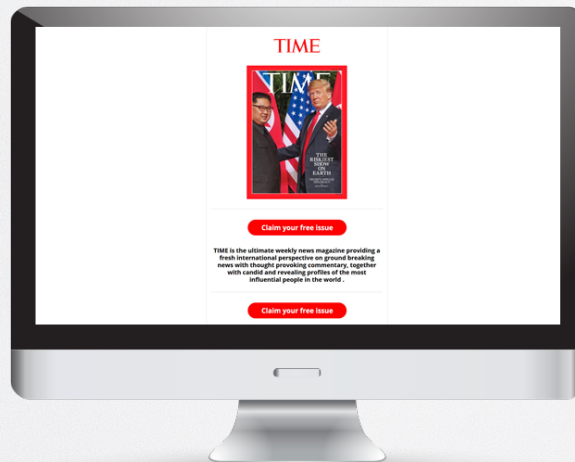 TIME
TIME
THE
RISKIEST
SHOW
ON
EARTH
Claim your free issue
TIME is the ultimate weekly news magazine providing a
fresh international perspective on ground breaking
news with thought provoking commentary, together
with candid and revealing profiles of the most
influential people in the world .
Claim your free issue